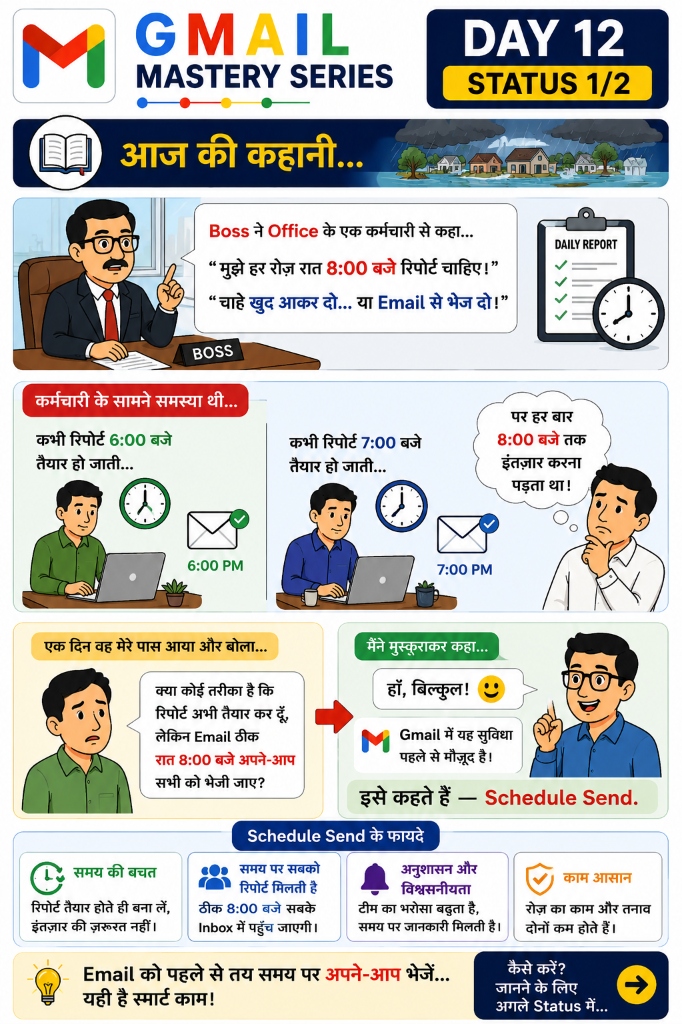 GMAIL
MASTERY SERIES
DAY 12
STATUS 1/2
आज की कहानी...
Boss ने Office के एक कर्मचारी से कहा...
“मुझे हर रोज़ रात 8:00 बजे रिपोर्ट चाहिए!”
“चाहे खुद आकर दो... या Email से भेज दो!”
BOSS
DAILY REPORT
कर्मचारी के सामने समस्या थी...
कभी रिपोर्ट 6:00 बजे
तैयार हो जाती...
6:00 PM
कभी रिपोर्ट 7:00 बजे
तैयार हो जाती...
7:00 PM
पर हर बार
8:00 बजे तक
इंतज़ार करना
पड़ता था!
एक दिन वह मेरे पास आया और बोला...
क्या कोई तरीका है कि
रिपोर्ट अभी तैयार कर दूँ,
लेकिन Email ठीक
रात 8:00 बजे अपने-आप
सभी को भेजी जाए?
मैंने मुस्कुराकर कहा...
हाँ, बिल्कुल!
Gmail में यह सुविधा
पहले से मौज़ूद है!
इसे कहते हैं — Schedule Send.
Schedule Send के फायदे
समय की बचत
रिपोर्ट तैयार होते ही बना लें,
इंतज़ार की ज़रूरत नहीं।
समय पर सबको
रिपोर्ट मिलती है
ठीक 8:00 बजे सबके
Inbox में पहुँच जाएगी।
अनुशासन और
विश्वसनीयता
टीम का भरोसा बढ़ता है,
समय पर जानकारी मिलती है।
काम आसान
रोज़ का काम और तनाव
दोनों कम होते हैं।
Email को पहले से तय समय पर अपने-आप भेजें...
यही है स्मार्ट काम!
कैसे करें?
जानने के लिए
अगले Status में...